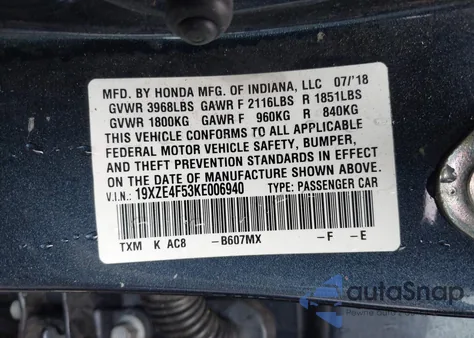 MFD. BY HONDA MFG. OF INDIANA, LLC 07/'18
GVWR 3968LBS GAWR F 2116LBS R 1851LBS
GVWR 1800KG GAWR F 960KG R 840KG
THIS VEHICLE CONFORMS TO ALL APPLICABLE
FEDERAL MOTOR VEHICLE SAFETY, BUMPER,
AND THEFT PREVENTION STANDARDS IN EFFECT
ON THE DATE OF MANUFACTURE SHOWN ABOVE.
V.I.N.: 19XZE4F53KE006940 TYPE: PASSENGER CAR
TXM K AC8 -B607MX -F -E
autoSnap